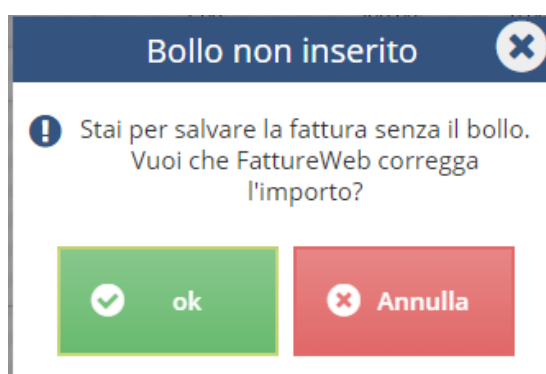 Bollo non inserito
Stai per salvare la fattura senza il bollo.
Vuoi che FattureWeb corregga
l'importo?
ok
Annulla